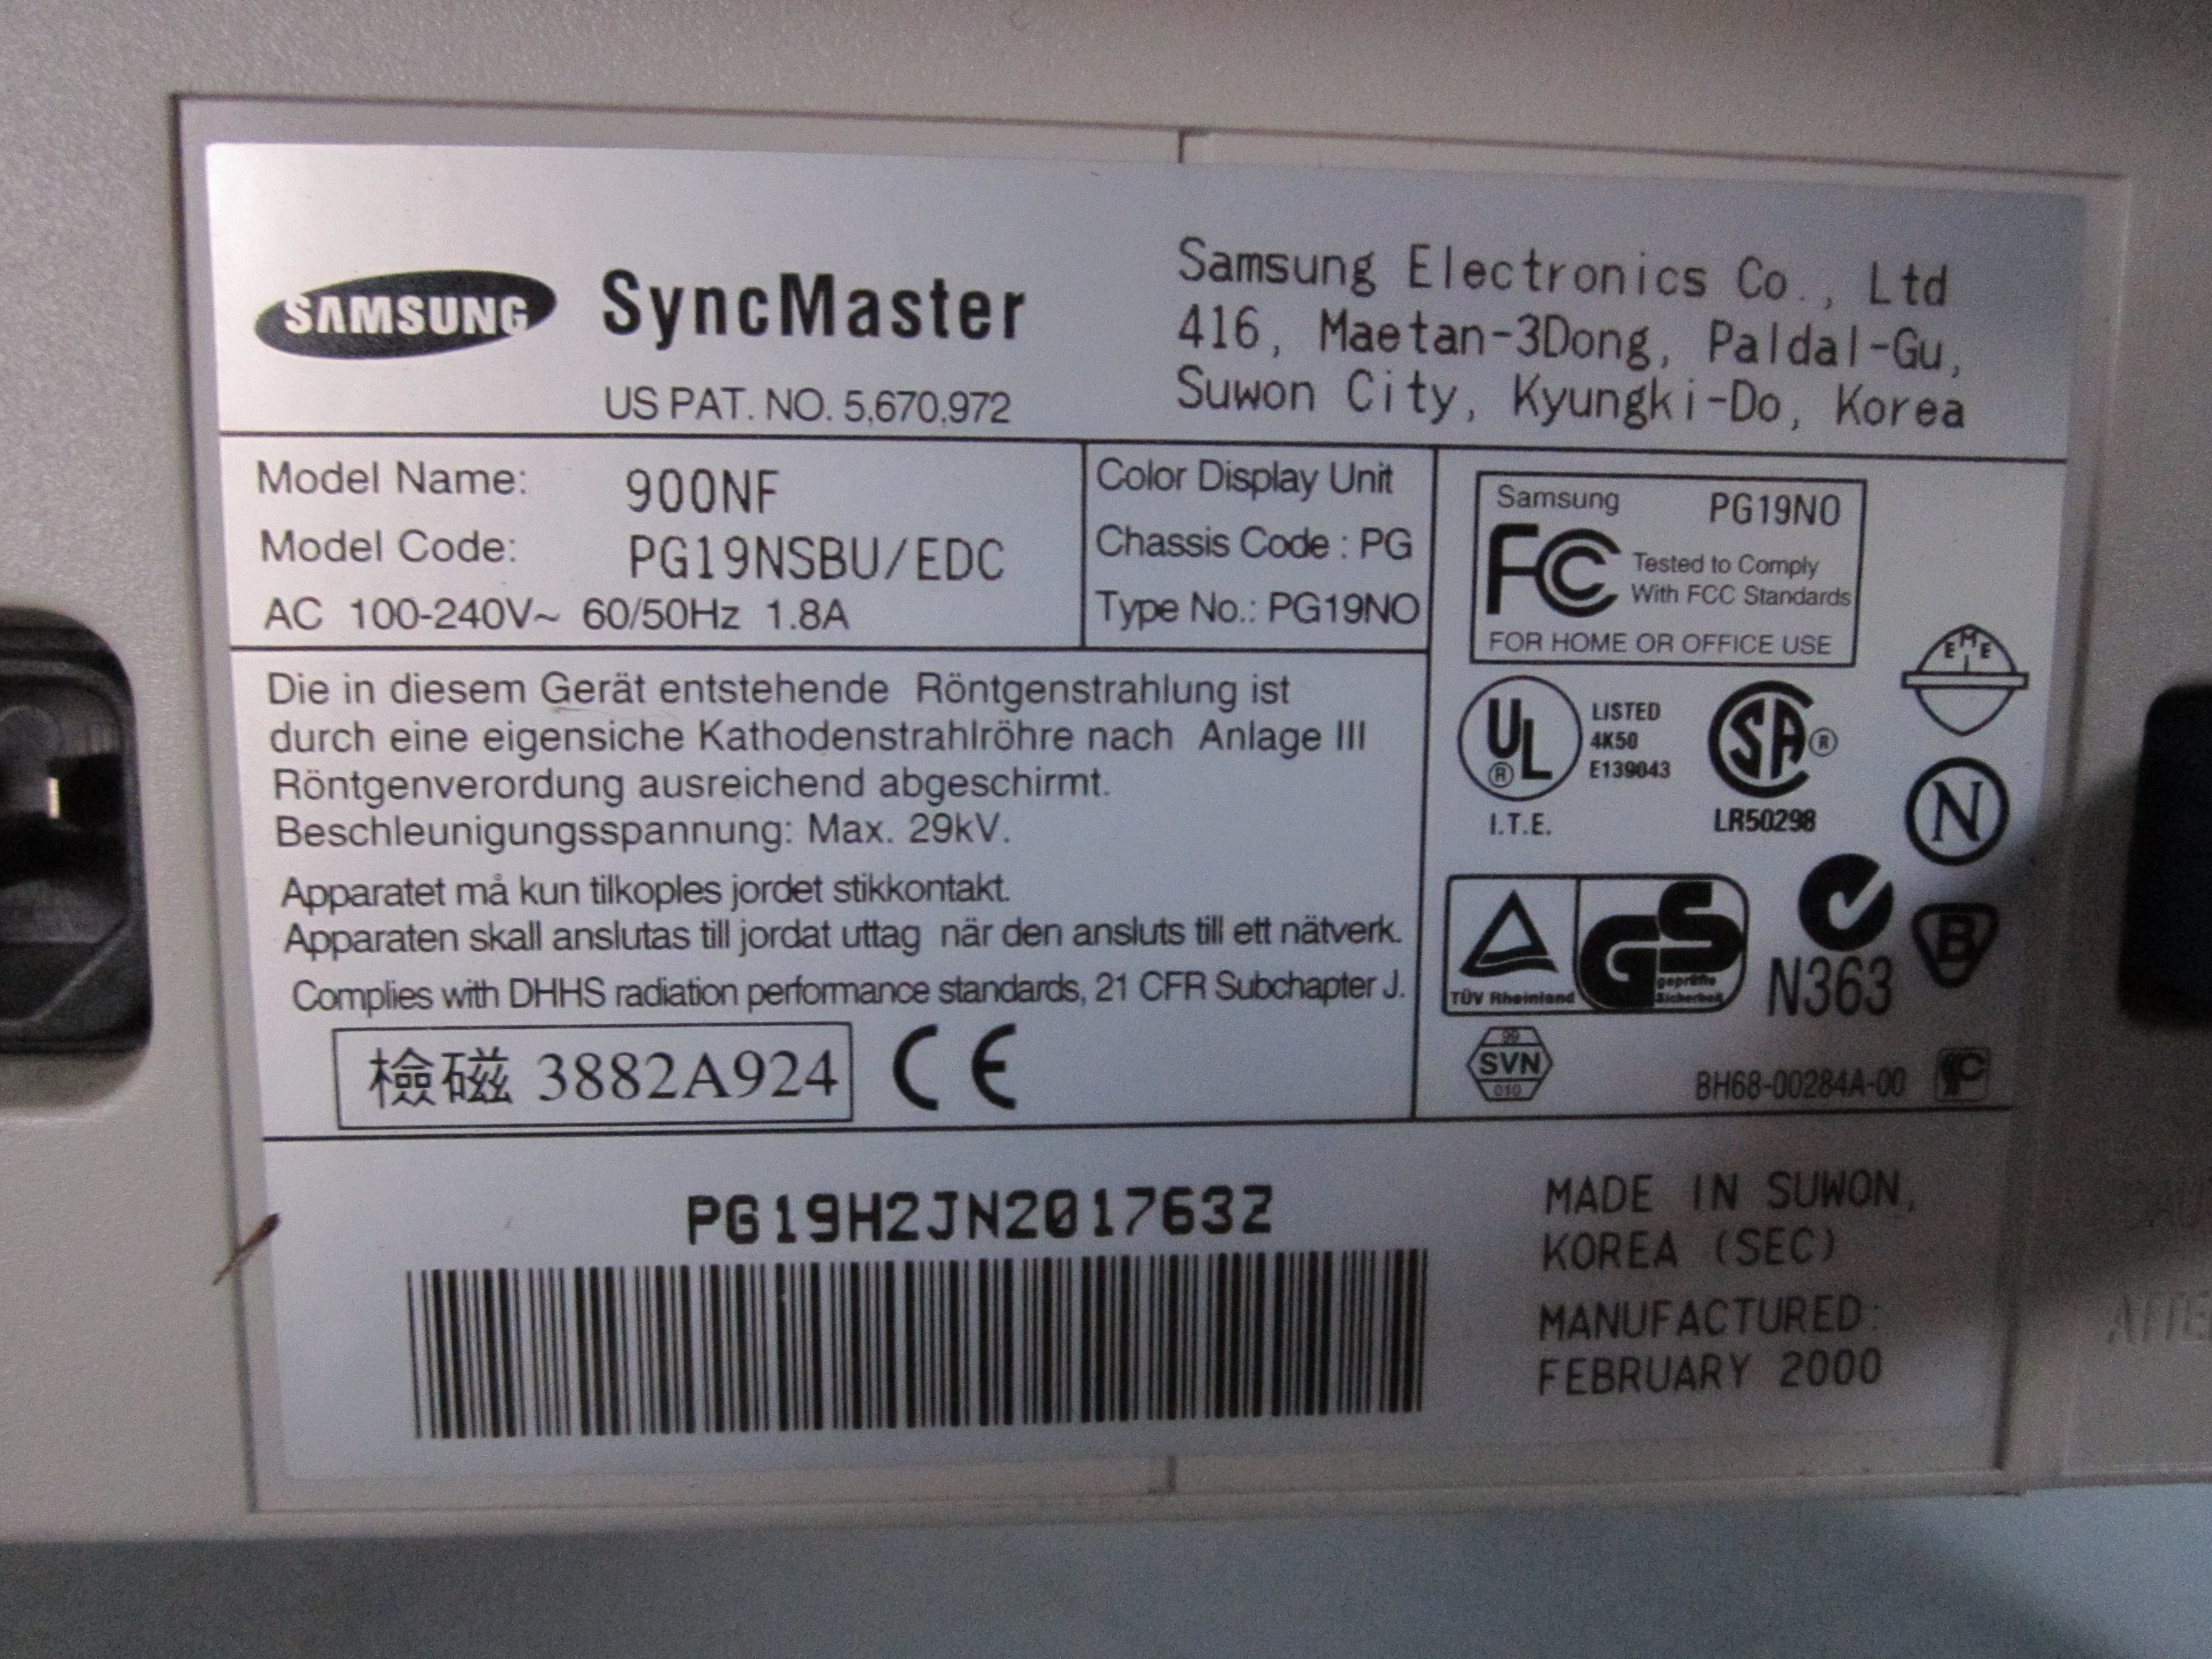 SAMSUNG SyncMaster
US PAT. NO. 5,670,972
Samsung Electronics Co., Ltd
416, Maetan-3Dong, Paldal-Gu,
Suwon City, Kyungki-Do, Korea
Model Name: 900NF
Model Code: PG19NSBU/EDC
AC 100-240V~ 60/50Hz 1.8A
Color Display Unit
Chassis Code : PG
Type No.: PG19NO
Samsung PG19NO
FC Tested to Comply
With FCC Standards
FOR HOME OR OFFICE USE
Die in diesem Gerät entstehende Röntgenstrahlung ist
durch eine eigensiche Kathodenstrahlröhre nach Anlage III
Röntgenverordung ausreichend abgeschirmt.
Beschleunigungsspannung: Max. 29kV.
Apparatet må kun tilkoples jordet stikkontakt.
Apparaten skall anslutas till jordat uttag när den ansluts till ett nätverk.
Complies with DHHS radiation performance standards, 21 CFR Subchapter J.
檢磁 3882A924
CE
UL ®
LISTED
4K50
E139043
I.T.E.
SA ®
LR50298
E M E I
N
B
TÜV Rheinland
GS
geprüfte
Sicherheit
N363
99
SVN
010
BH68-00284A-00
PG19H2JN201763Z
MADE IN SUWON,
KOREA (SEC)
MANUFACTURED:
FEBRUARY 2000